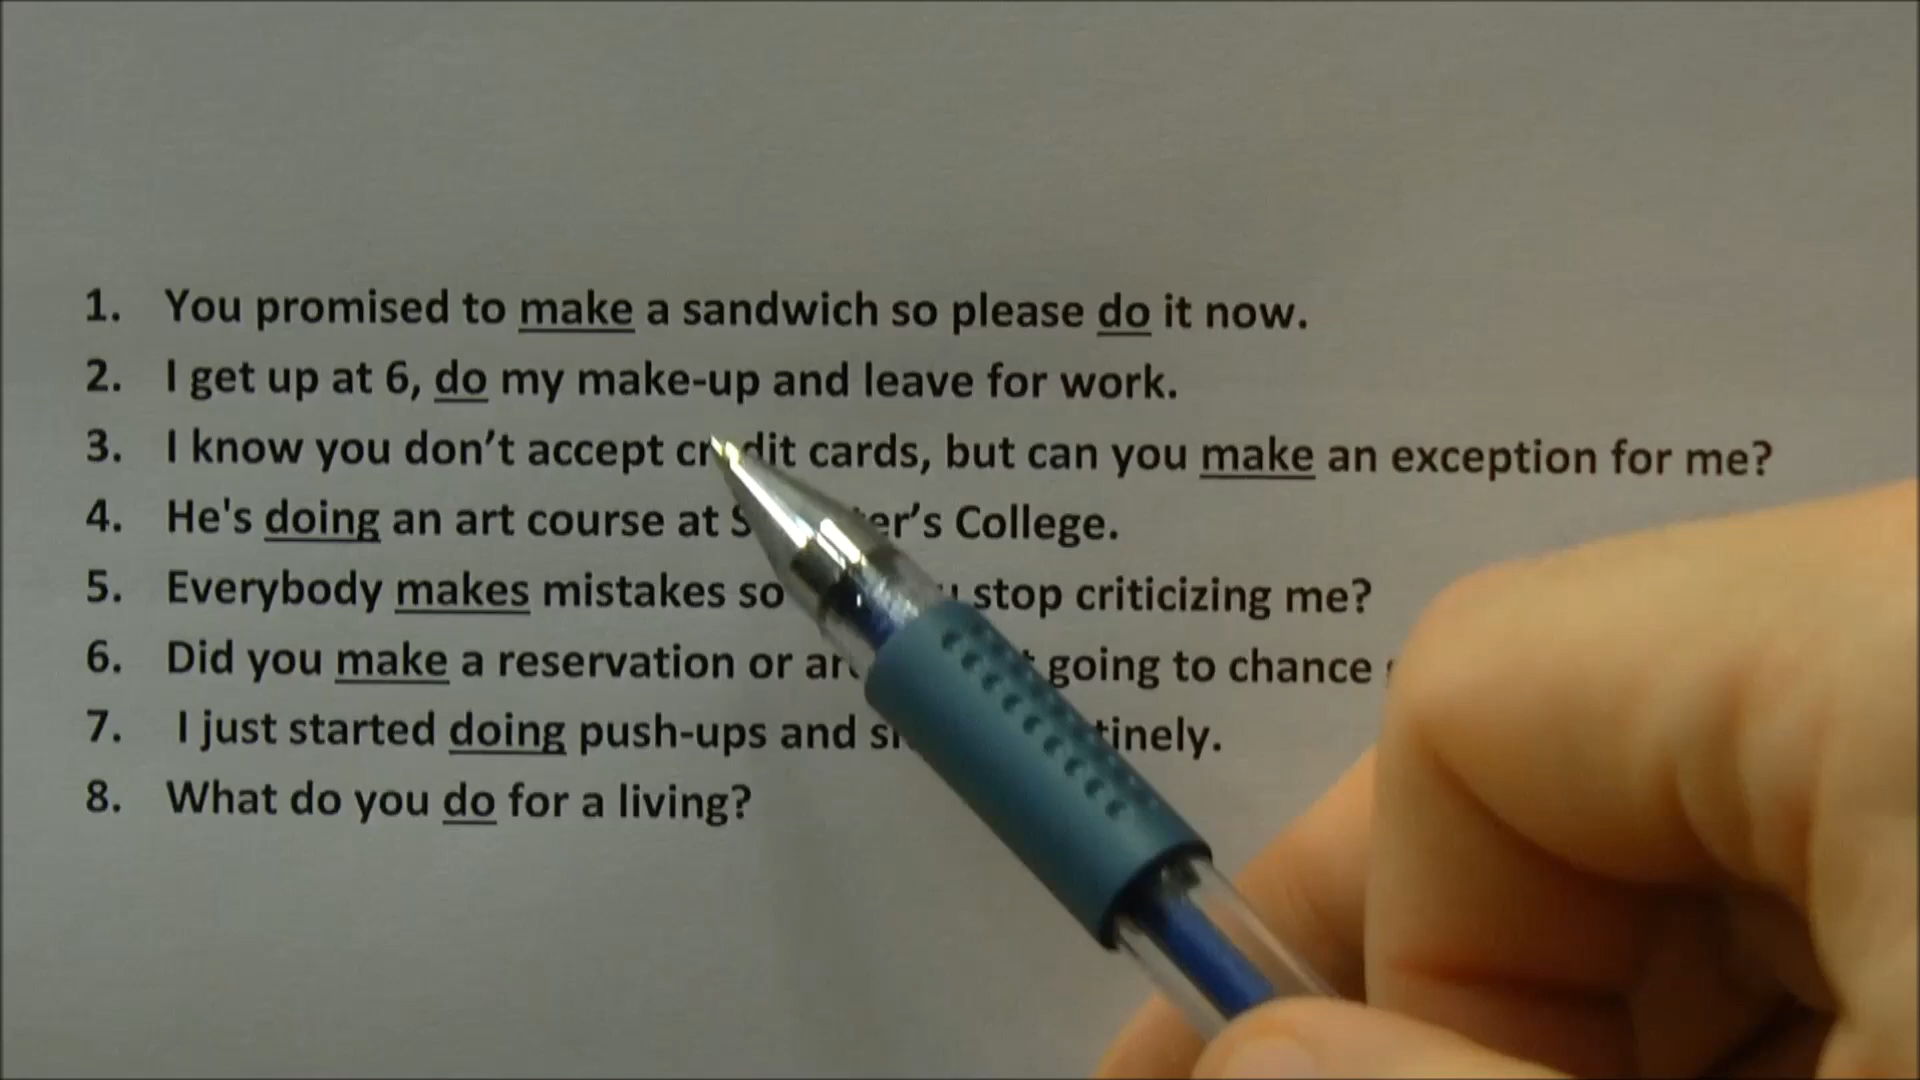 1. You promised to make a sandwich so please do it now.
2. I get up at 6, do my make-up and leave for work.
3. I know you don’t accept credit cards, but can you make an exception for me?
4. He's doing an art course at College.
5. Everybody makes mistakes so stop criticizing me?
6. Did you make a reservation or going to chance
7. I just started doing push-ups and
8. What do you do for a living?